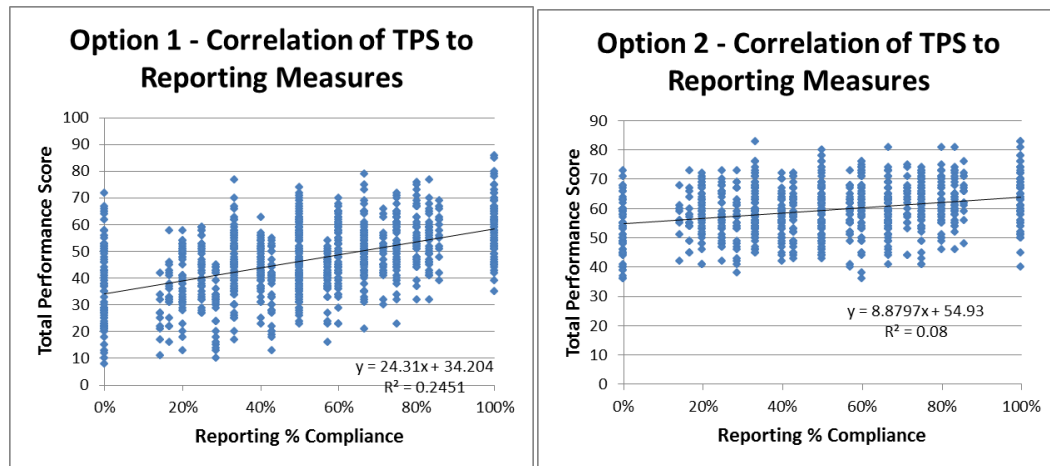 Option 1 - Correlation of TPS to
Reporting Measures
Total Performance Score
100
90
80
70
60
50
40
30
20
10
0
y = 24.31x + 34.204
R² = 0.2451
0% 20% 40% 60% 80% 100%
Reporting % Compliance
Option 2 - Correlation of TPS to
Reporting Measures
Total Performance Score
90
80
70
60
50
40
30
20
10
0
y = 8.8797x + 54.93
R² = 0.08
0% 20% 40% 60% 80% 100%
Reporting % Compliance